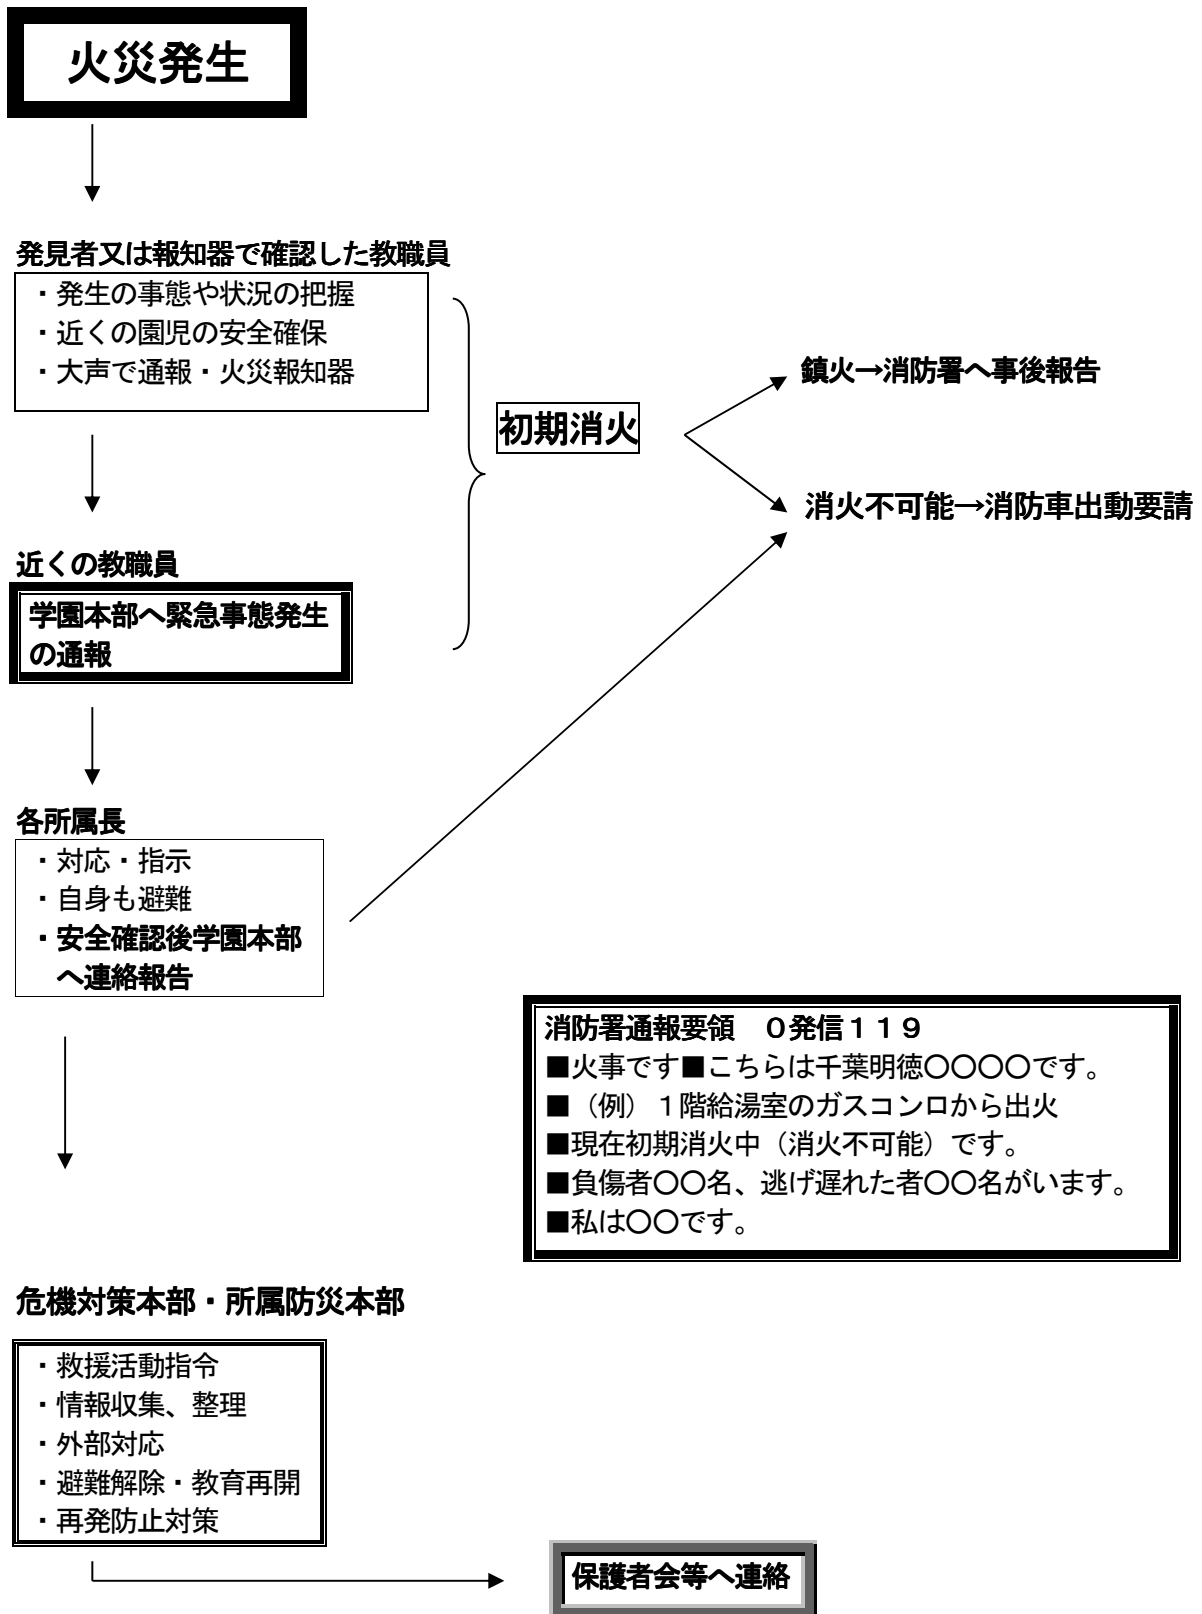 火災発生
発見者又は報知器で確認した教職員
・発生の事態や状況の把握
・近くの園児の安全確保
・大声で通報・火災報知器
初期消火
鎮火→消防署へ事後報告
消火不可能→消防車出動要請
近くの教職員
学園本部へ緊急事態発生
の通報
各所属長
・対応・指示
・自身も避難
・安全確認後学園本部
へ連絡報告
消防署通報要領　０発信１１９
■火事です■こちらは千葉明徳〇〇〇〇です。
■（例）１階給湯室のガスコンロから出火
■現在初期消火中（消火不可能）です。
■負傷者〇〇名、逃げ遅れた者〇〇名がいます。
■私は〇〇です。
危機対策本部・所属防災本部
・救援活動指令
・情報収集、整理
・外部対応
・避難解除・教育再開
・再発防止対策
保護者会等へ連絡